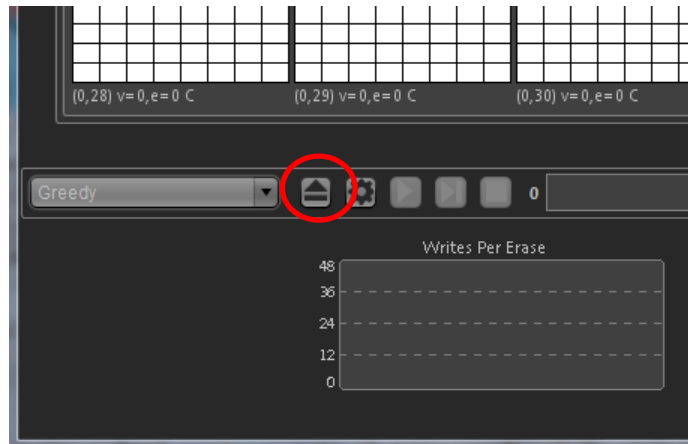 (0,28) v=0,e=0 C (0,29) v=0,e=0 C (0,30) v=0,e=0 C
Greedy 0
Writes Per Erase
48
36
24
12
0